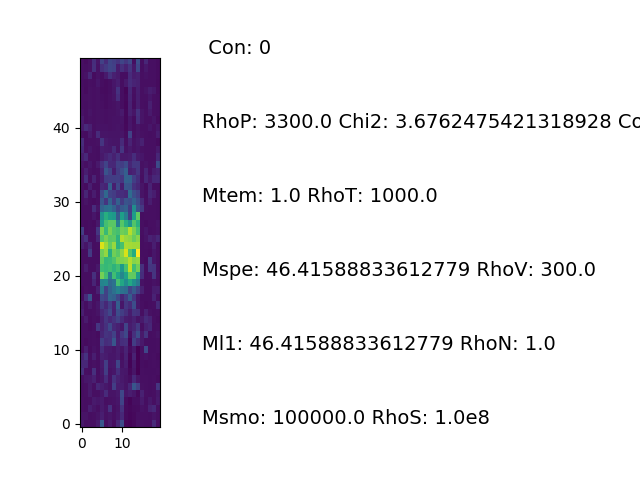 Con: 0
RhoP: 3300.0 Chi2: 3.6762475421318928 Co
Mtem: 1.0 RhoT: 1000.0
Mspe: 46.41588833612779 RhoV: 300.0
Ml1: 46.41588833612779 RhoN: 1.0
Msmo: 100000.0 RhoS: 1.0e8
40
30
20
10
0
0 10